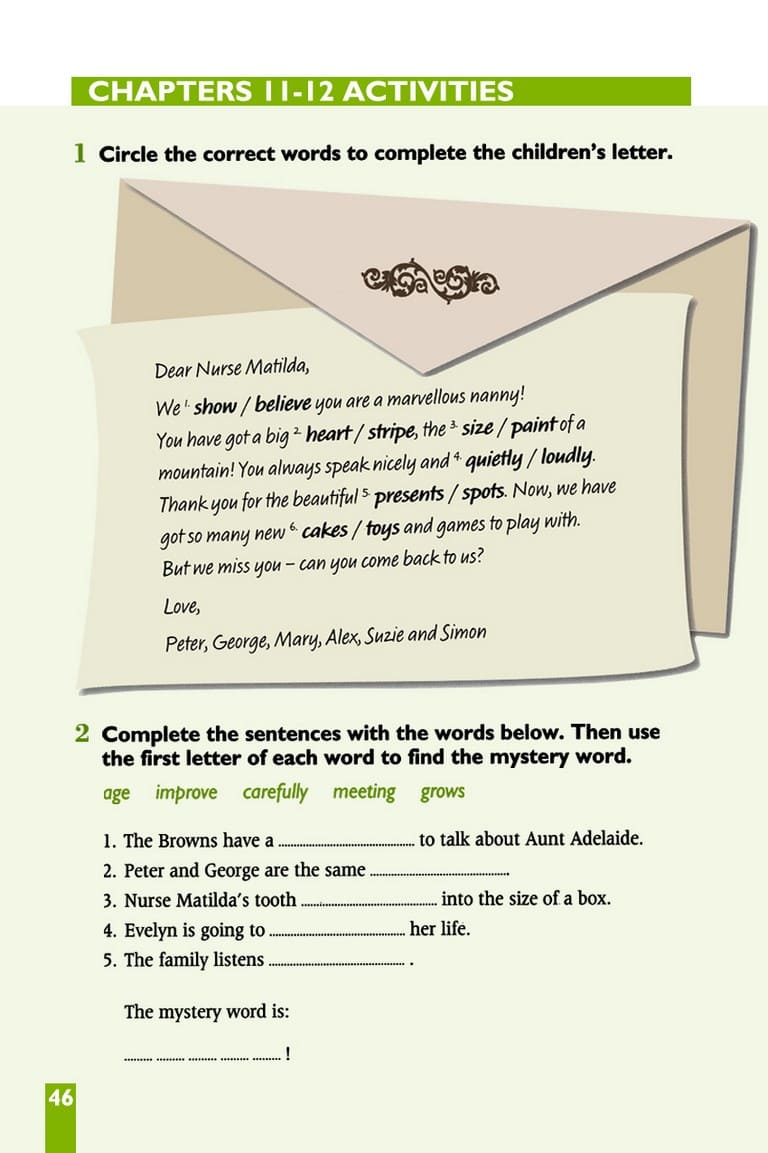 CHAPTERS 11-12 ACTIVITIES
1 Circle the correct words to complete the children's letter.
Dear Nurse Matilda,
We 1. show / believe you are a marvellous nanny!
You have got a big 2. heart / stripe, the 3. size / paint of a
mountain! You always speak nicely and 4. quietly / loudly.
Thank you for the beautiful 5. presents / spots. Now, we have
got so many new 6. cakes / toys and games to play with.
But we miss you – can you come back to us?
Love,
Peter, George, Mary, Alex, Suzie and Simon
2 Complete the sentences with the words below. Then use
the first letter of each word to find the mystery word.
age improve carefully meeting grows
1. The Browns have a ............................................ to talk about Aunt Adelaide.
2. Peter and George are the same ............................................
3. Nurse Matilda's tooth ............................................ into the size of a box.
4. Evelyn is going to ............................................ her life.
5. The family listens ............................................ .
The mystery word is:
......... ......... ......... ......... ......... !
46